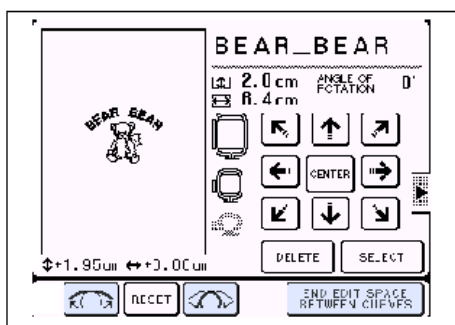 BEAR_BEAR
2.0cm ANGLE OF ROTATION 0°
6.4cm
BEAR BEAR
CENTER
DELETE SELECT
+1.95cm +0.00cm
RESET
END EDIT SPACE
BETWEEN CURVES